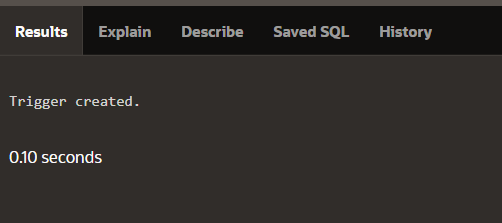 Results Explain Describe Saved SQL History
Trigger created.
0.10 seconds